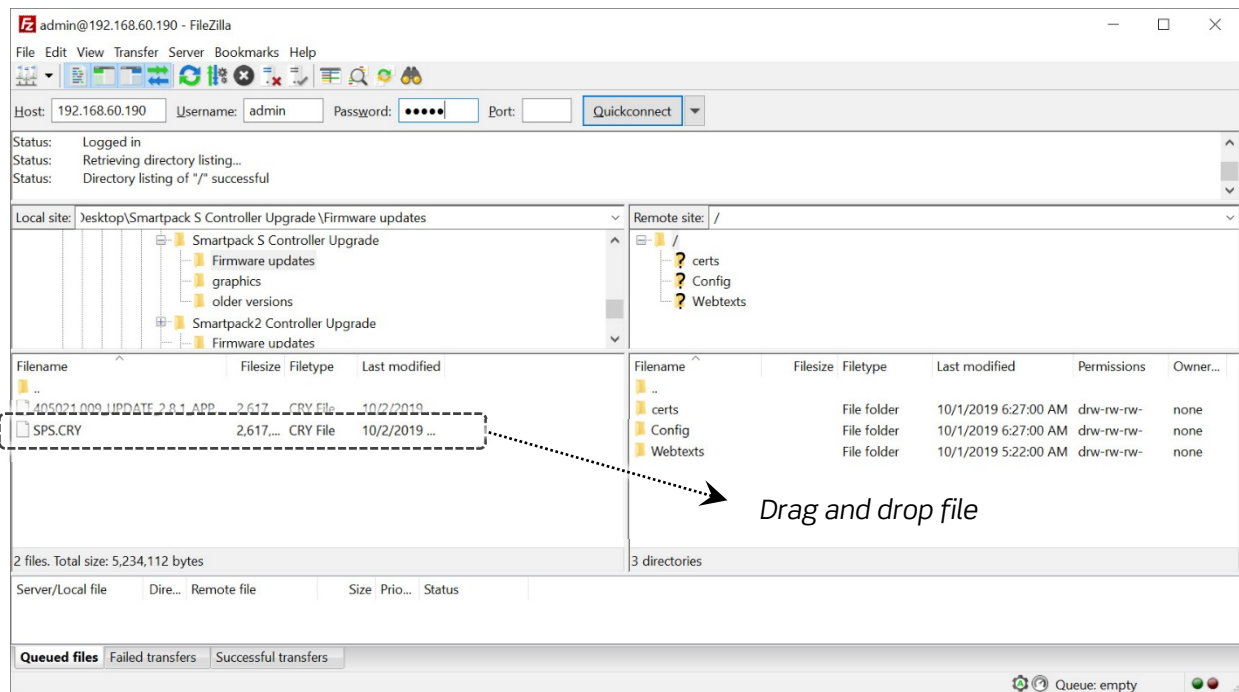 admin@192.168.60.190 - FileZilla
File Edit View Transfer Server Bookmarks Help
Host: 192.168.60.190 Username: admin Password: ●●●●● Port: Quickconnect
Status: Logged in
Status: Retrieving directory listing...
Status: Directory listing of "/" successful
Local site: Desktop\Smartpack S Controller Upgrade\Firmware updates Remote site: /
Smartpack S Controller Upgrade /
Firmware updates ? certs
graphics ? Config
older versions ? Webtexts
Smartpack2 Controller Upgrade
Firmware updates
Filename Filesize Filetype Last modified Filename Filesize Filetype Last modified Permissions Owner...
.. ..
405021.009_UPDATE_2.8.1_APP... 2,617,... CRY File 10/2/2019 ... certs File folder 10/1/2019 6:27:00 AM drw-rw-rw- none
SPS.CRY 2,617,... CRY File 10/2/2019 ... Config File folder 10/1/2019 6:27:00 AM drw-rw-rw- none
Webtexts File folder 10/1/2019 5:22:00 AM drw-rw-rw- none
Drag and drop file
2 files. Total size: 5,234,112 bytes 3 directories
Server/Local file Dire... Remote file Size Prio... Status
Queued files Failed transfers Successful transfers
Queue: empty